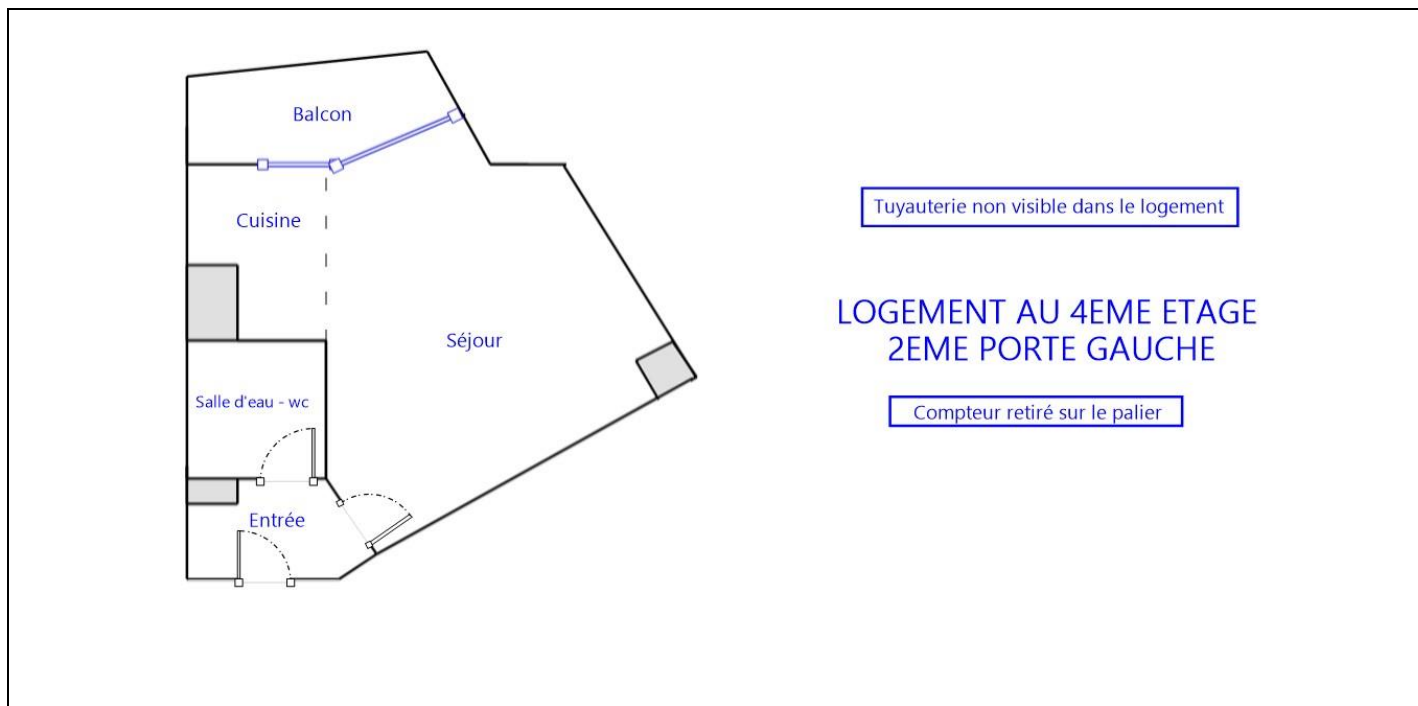 Balcon
Cuisine
Séjour
Salle d'eau - wc
Entrée
Tuyauterie non visible dans le logement
LOGEMENT AU 4EME ETAGE
2EME PORTE GAUCHE
Compteur retiré sur le palier